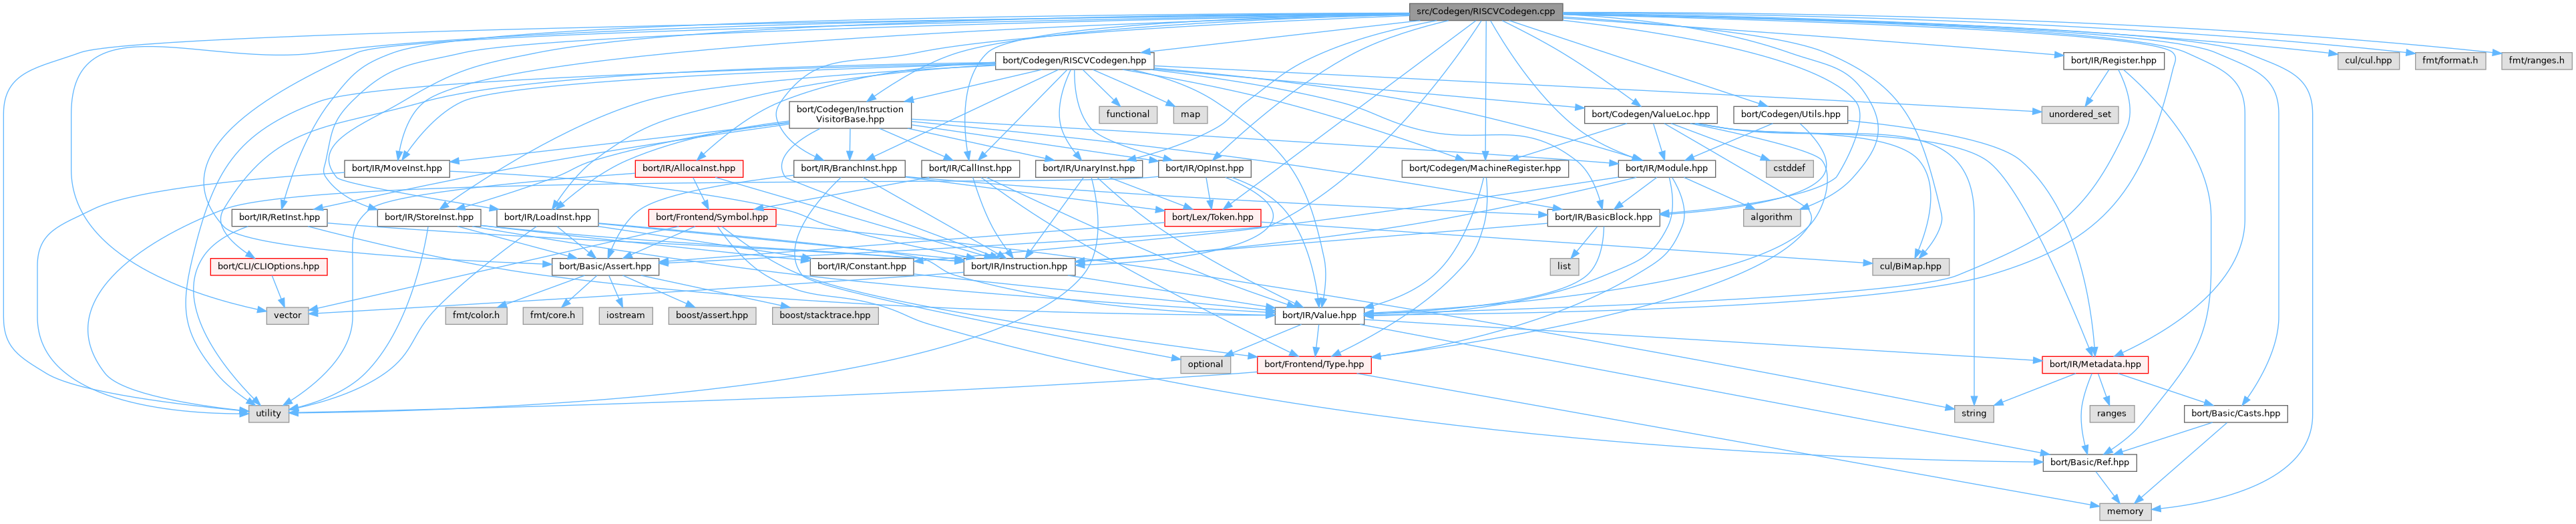 src/Codegen/RISCVCodegen.cpp
bort/Codegen/RISCVCodegen.hpp
bort/IR/Register.hpp
cul/cul.hpp
fmt/format.h
fmt/ranges.h
bort/Codegen/Instruction
VisitorBase.hpp
functional
map
bort/Codegen/ValueLoc.hpp
bort/Codegen/Utils.hpp
unordered_set
bort/IR/MoveInst.hpp
bort/IR/AllocaInst.hpp
bort/IR/BranchInst.hpp
bort/IR/CallInst.hpp
bort/IR/UnaryInst.hpp
bort/IR/OpInst.hpp
bort/Codegen/MachineRegister.hpp
bort/IR/Module.hpp
cstddef
bort/IR/RetInst.hpp
bort/IR/StoreInst.hpp
bort/IR/LoadInst.hpp
bort/Frontend/Symbol.hpp
bort/Lex/Token.hpp
bort/IR/BasicBlock.hpp
algorithm
bort/CLI/CLIOptions.hpp
bort/Basic/Assert.hpp
bort/IR/Constant.hpp
bort/IR/Instruction.hpp
list
cul/BiMap.hpp
vector
fmt/color.h
fmt/core.h
iostream
boost/assert.hpp
boost/stacktrace.hpp
bort/IR/Value.hpp
optional
bort/Frontend/Type.hpp
bort/IR/Metadata.hpp
utility
string
ranges
bort/Basic/Casts.hpp
bort/Basic/Ref.hpp
memory